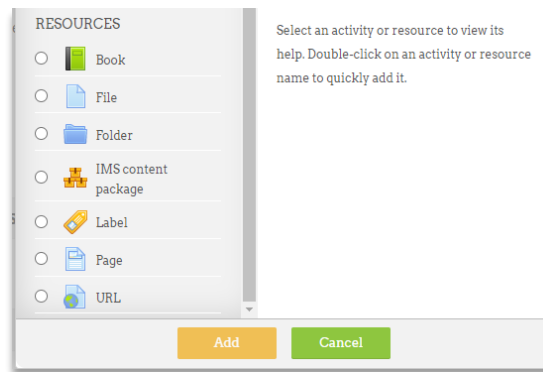 RESOURCES
Book
File
Folder
IMS content
package
Label
Page
URL
Select an activity or resource to view its
help. Double-click on an activity or resource
name to quickly add it.
Add
Cancel